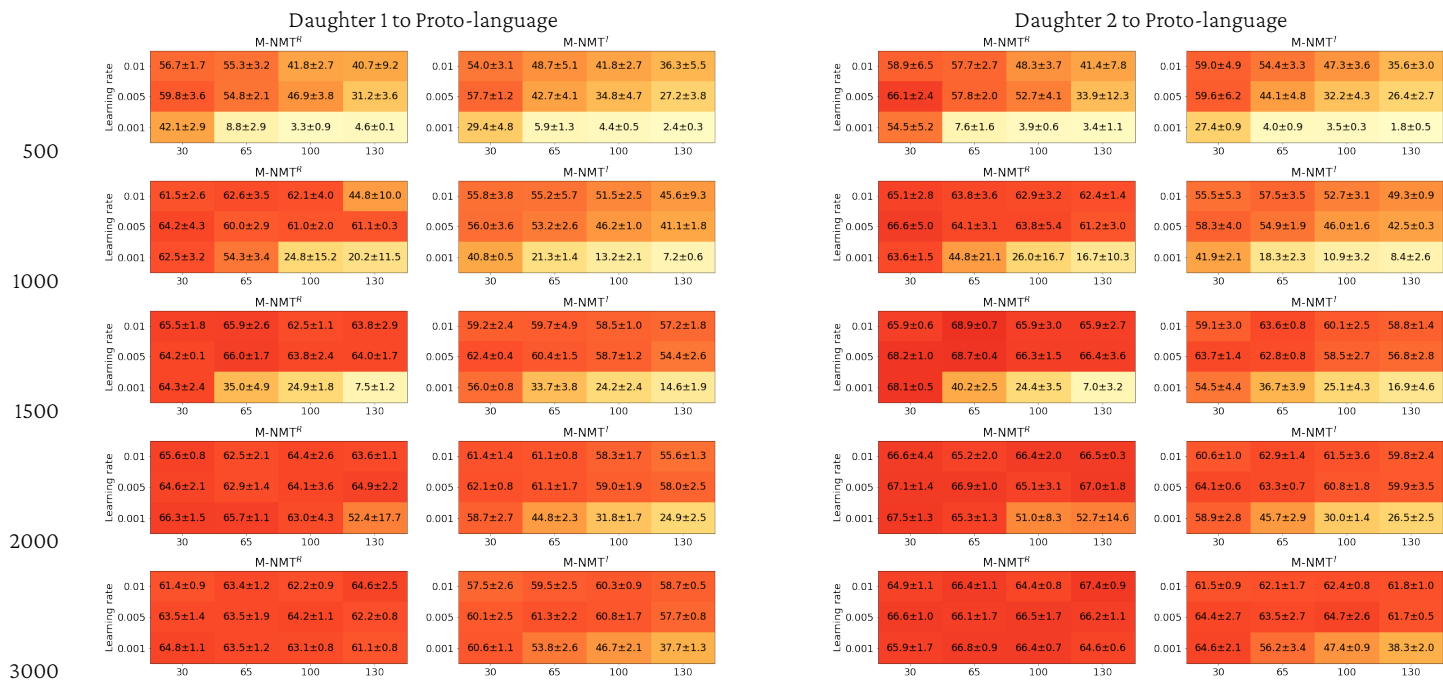 Daughter 1 to Proto-language Daughter 2 to Proto-language
M-NMT^R M-NMT^I M-NMT^R M-NMT^I
0.01 56.7±1.7 55.3±3.2 41.8±2.7 40.7±9.2 0.01 54.0±3.1 48.7±5.1 41.8±2.7 36.3±5.5 0.01 58.9±6.5 57.7±2.7 48.3±3.7 41.4±7.8 0.01 59.0±4.9 54.4±3.3 47.3±3.6 35.6±3.0
Learning rate 0.005 59.8±3.6 54.8±2.1 46.9±3.8 31.2±3.6 0.005 57.7±1.2 42.7±4.1 34.8±4.7 27.2±3.8 Learning rate 0.005 66.1±2.4 57.8±2.0 52.7±4.1 33.9±12.3 0.005 59.6±6.2 44.1±4.8 32.2±4.3 26.4±2.7
0.001 42.1±2.9 8.8±2.9 3.3±0.9 4.6±0.1 0.001 29.4±4.8 5.9±1.3 4.4±0.5 2.4±0.3 0.001 54.5±5.2 7.6±1.6 3.9±0.6 3.4±1.1 0.001 27.4±0.9 4.0±0.9 3.5±0.3 1.8±0.5
500 30 65 100 130 30 65 100 130 30 65 100 130 30 65 100 130
M-NMT^R M-NMT^I M-NMT^R M-NMT^I
0.01 61.5±2.6 62.6±3.5 62.1±4.0 44.8±10.0 0.01 55.8±3.8 55.2±5.7 51.5±2.5 45.6±9.3 0.01 65.1±2.8 63.8±3.6 62.9±3.2 62.4±1.4 0.01 55.5±5.3 57.5±3.5 52.7±3.1 49.3±0.9
Learning rate 0.005 64.2±4.3 60.0±2.9 61.0±2.0 61.1±0.3 0.005 56.0±3.6 53.2±2.6 46.2±1.0 41.1±1.8 Learning rate 0.005 66.6±5.0 64.1±3.1 63.8±5.4 61.2±3.0 0.005 58.3±4.0 54.9±1.9 46.0±1.6 42.5±0.3
0.001 62.5±3.2 54.3±3.4 24.8±15.2 20.2±11.5 0.001 40.8±0.5 21.3±1.4 13.2±2.1 7.2±0.6 0.001 63.6±1.5 44.8±21.1 26.0±16.7 16.7±10.3 0.001 41.9±2.1 18.3±2.3 10.9±3.2 8.4±2.6
1000 30 65 100 130 30 65 100 130 30 65 100 130 30 65 100 130
M-NMT^R M-NMT^I M-NMT^R M-NMT^I
0.01 65.5±1.8 65.9±2.6 62.5±1.1 63.8±2.9 0.01 59.2±2.4 59.7±4.9 58.5±1.0 57.2±1.8 0.01 65.9±0.6 68.9±0.7 65.9±3.0 65.9±2.7 0.01 59.1±3.0 63.6±0.8 60.1±2.5 58.8±1.4
Learning rate 0.005 64.2±0.1 66.0±1.7 63.8±2.4 64.0±1.7 0.005 62.4±0.4 60.4±1.5 58.7±1.2 54.4±2.6 Learning rate 0.005 68.2±1.0 68.7±0.4 66.3±1.5 66.4±3.6 0.005 63.7±1.4 62.8±0.8 58.5±2.7 56.8±2.8
0.001 64.3±2.4 35.0±4.9 24.9±1.8 7.5±1.2 0.001 56.0±0.8 33.7±3.8 24.2±2.4 14.6±1.9 0.001 68.1±0.5 40.2±2.5 24.4±3.5 7.0±3.2 0.001 54.5±4.4 36.7±3.9 25.1±4.3 16.9±4.6
1500 30 65 100 130 30 65 100 130 30 65 100 130 30 65 100 130
M-NMT^R M-NMT^I M-NMT^R M-NMT^I
0.01 65.6±0.8 62.5±2.1 64.4±2.6 63.6±1.1 0.01 61.4±1.4 61.1±0.8 58.3±1.7 55.6±1.3 0.01 66.6±4.4 65.2±2.0 66.4±2.0 66.5±0.3 0.01 60.6±1.0 62.9±1.4 61.5±3.6 59.8±2.4
Learning rate 0.005 64.6±2.1 62.9±1.4 64.1±3.6 64.9±2.2 0.005 62.1±0.8 61.1±1.7 59.0±1.9 58.0±2.5 Learning rate 0.005 67.1±1.4 66.9±1.0 65.1±3.1 67.0±1.8 0.005 64.1±0.6 63.3±0.7 60.8±1.8 59.9±3.5
0.001 66.3±1.5 65.7±1.1 63.0±4.3 52.4±17.7 0.001 58.7±2.7 44.8±2.3 31.8±1.7 24.9±2.5 0.001 67.5±1.3 65.3±1.3 51.0±8.3 52.7±14.6 0.001 58.9±2.8 45.7±2.9 30.0±1.4 26.5±2.5
2000 30 65 100 130 30 65 100 130 30 65 100 130 30 65 100 130
M-NMT^R M-NMT^I M-NMT^R M-NMT^I
0.01 61.4±0.9 63.4±1.2 62.2±0.9 64.6±2.5 0.01 57.5±2.6 59.5±2.5 60.3±0.9 58.7±0.5 0.01 64.9±1.1 66.4±1.1 64.4±0.8 67.4±0.9 0.01 61.5±0.9 62.1±1.7 62.4±0.8 61.8±1.0
Learning rate 0.005 63.5±1.4 63.5±1.9 64.2±1.1 62.2±0.8 0.005 60.1±2.5 61.3±2.2 60.8±1.7 57.7±0.8 Learning rate 0.005 66.6±1.0 66.1±1.7 66.5±1.7 66.2±1.1 0.005 64.4±2.7 63.5±2.7 64.7±2.6 61.7±0.5
0.001 64.8±1.1 63.5±1.2 63.1±0.8 61.1±0.8 0.001 60.6±1.1 53.8±2.6 46.7±2.1 37.7±1.3 0.001 65.9±1.7 66.8±0.9 66.4±0.7 64.6±0.6 0.001 64.6±2.1 56.2±3.4 47.4±0.9 38.3±2.0
3000 30 65 100 130 30 65 100 130 30 65 100 130 30 65 100 130